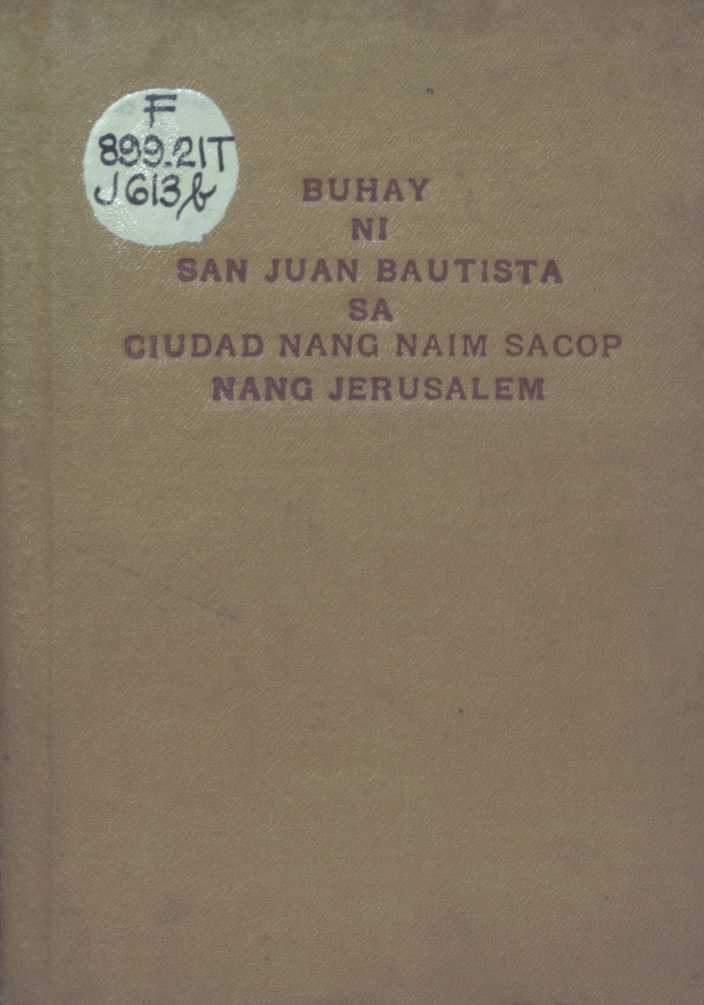 F
899.21T
J613b
BUHAY
NI
SAN JUAN BAUTISTA
SA
CIUDAD NANG NAIM SACOP
NANG JERUSALEM